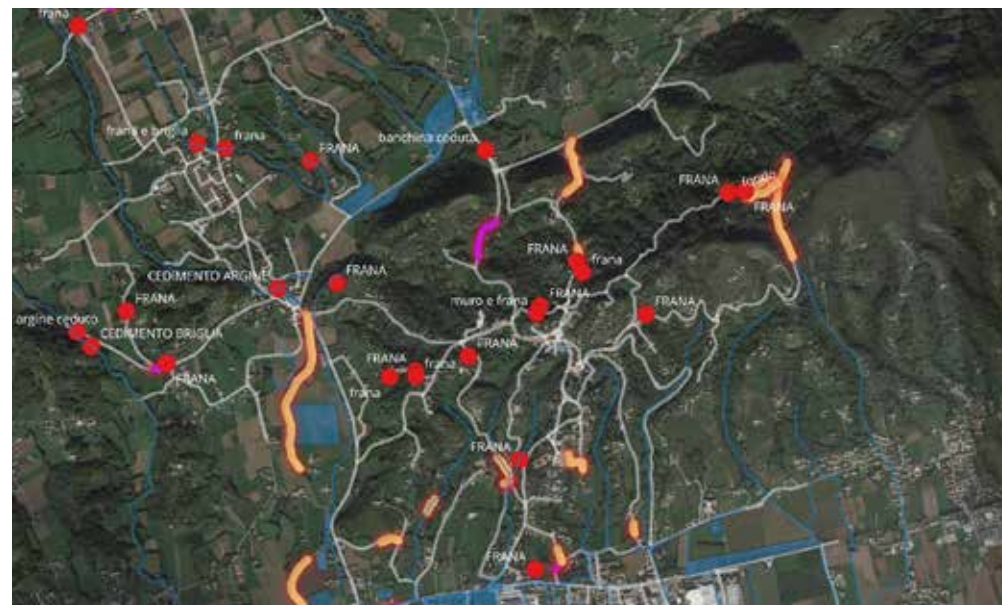 frana
frana e briglia
frana
FRANA
banchina ceduta
FRANA
FRANA
FRANA
frana
CEDIMENTO ARGINE
FRANA
FRANA
muro e frana
FRANA
FRANA
argine ceduto
CEDIMENTO BRIGLIA
FRANA
FRANA
FRANA
frana
frana
FRANA
FRANA